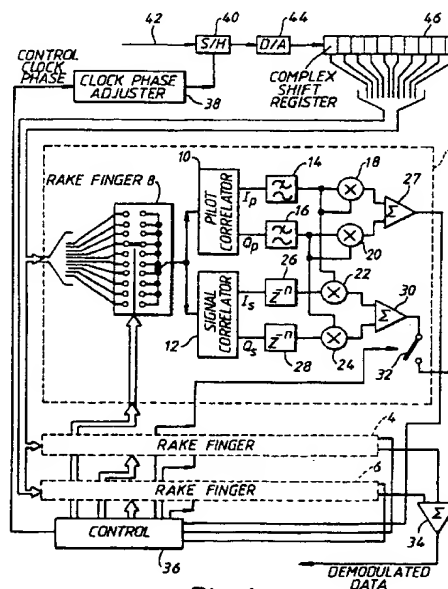 42
S/H
40
D/A
44
46
CONTROL
CLOCK
PHASE
CLOCK PHASE
ADJUSTER
38
COMPLEX
SHIFT
REGISTER
RAKE FINGER 8
10
PILOT
CORRELATOR
Ip
Qp
14
16
18
20
27
Σ
SIGNAL
CORRELATOR
12
Is
Qs
26
Z⁻ⁿ
28
Z⁻ⁿ
22
24
30
Σ
32
4
RAKE FINGER
6
RAKE FINGER
CONTROL
36
Σ
34
DEMODULATED
DATA